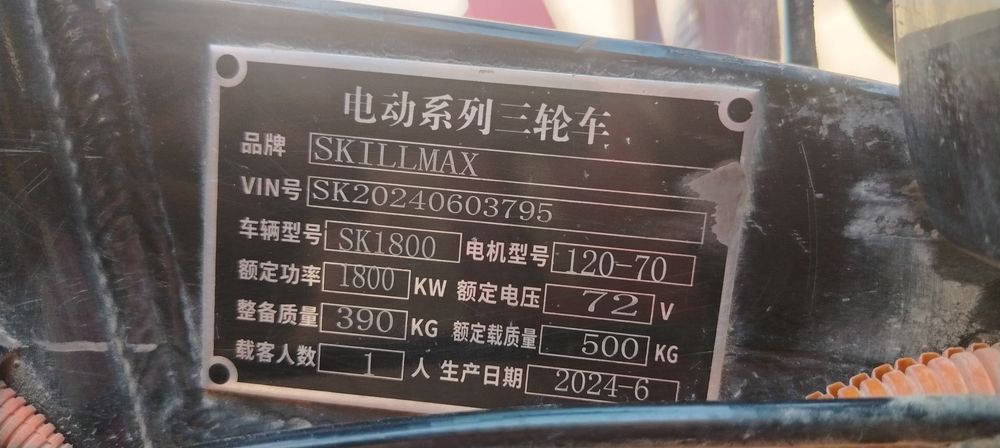 电动系列三轮车
品牌 SKILLMAX
VIN号 SK20240603795
车辆型号 SK1800 电机型号 120-70
额定功率 1800 KW 额定电压 72 V
整备质量 390 KG 额定载质量 500 KG
载客人数 1 人 生产日期 2024-6